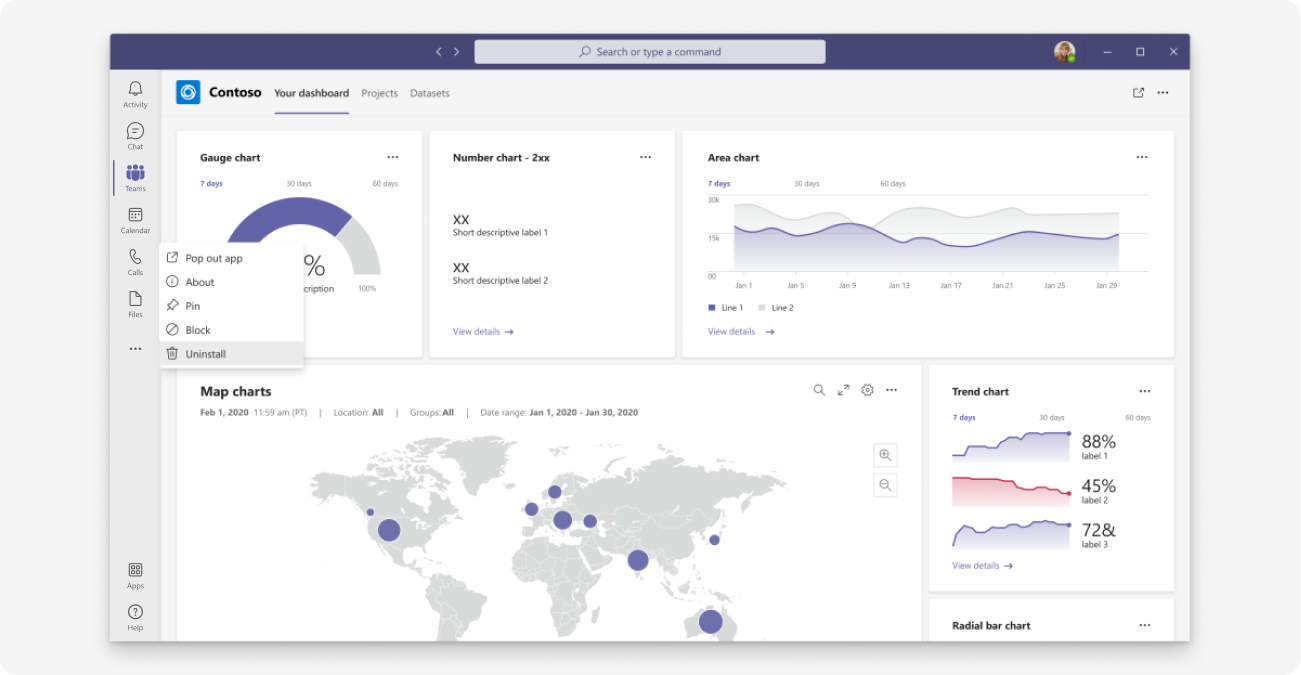 Search or type a command
Activity
Chat
Teams
Calendar
Calls
Files
Apps
Help
Contoso Your dashboard Projects Datasets
Pop out app
About
Pin
Block
Uninstall
Gauge chart
7 days 30 days 60 days
%
cription 100%
Number chart - 2xx
XX
Short descriptive label 1
XX
Short descriptive label 2
View details
Area chart
7 days 30 days 60 days
30k
15k
00
Jan 1 Jan 5 Jan 9 Jan 13 Jan 17 Jan 21 Jan 25 Jan 29
Line 1 Line 2
View details
Map charts
Feb 1, 2020 11:59 am (PT) | Location: All | Groups: All | Date range: Jan 1, 2020 - Jan 30, 2020
Trend chart
7 days 30 days 60 days
88%
label 1
45%
label 2
72&
label 3
View details
Radial bar chart